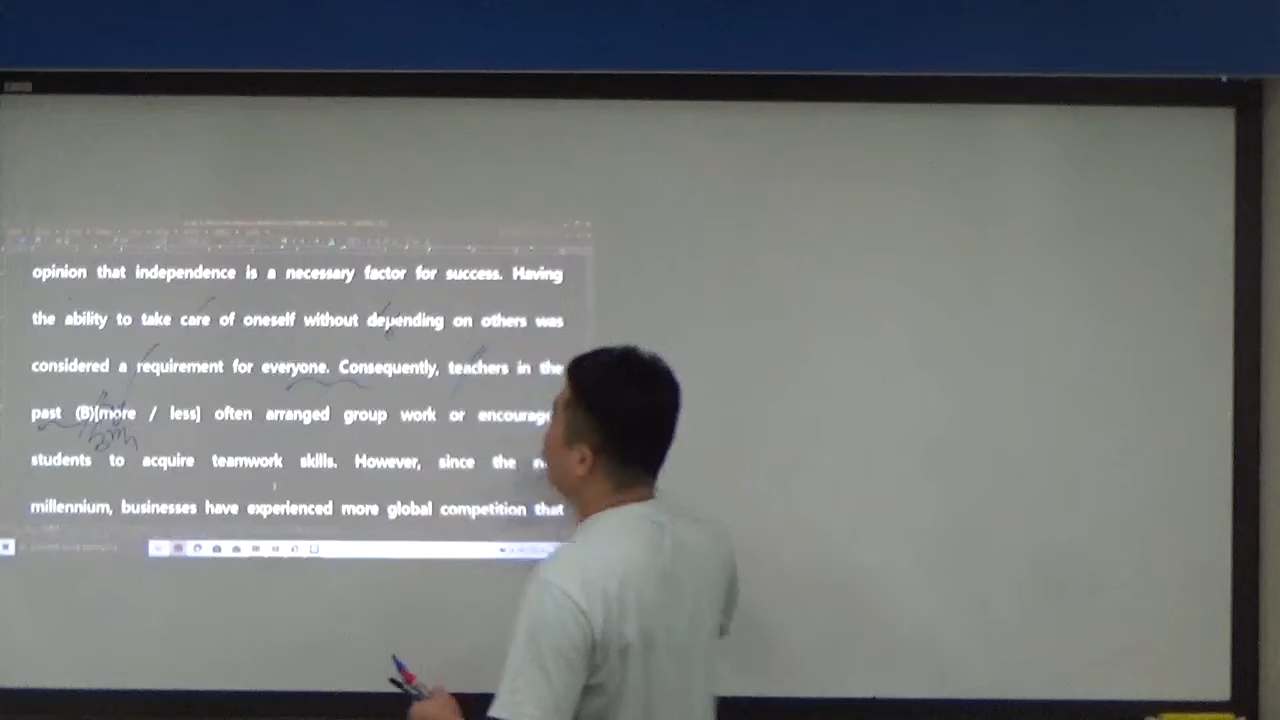 opinion that independence is a necessary factor for success. Having
the ability to take care of oneself without depending on others was
considered a requirement for everyone. Consequently, teachers in the
past (B)[more / less] often arranged group work or encourage
students to acquire teamwork skills. However, since the
millennium, businesses have experienced more global competition that